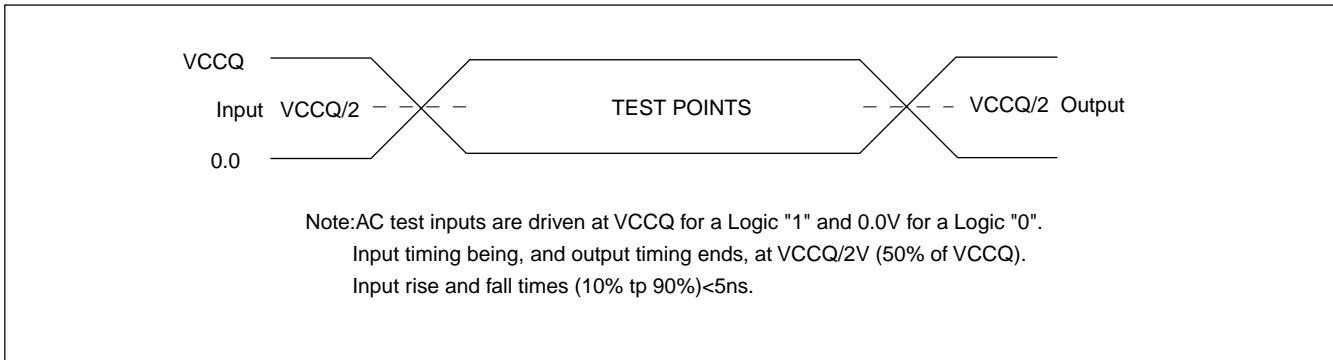 VCCQ
Input VCCQ/2 TEST POINTS VCCQ/2 Output
0.0
Note:AC test inputs are driven at VCCQ for a Logic "1" and 0.0V for a Logic "0".
Input timing being, and output timing ends, at VCCQ/2V (50% of VCCQ).
Input rise and fall times (10% tp 90%)<5ns.